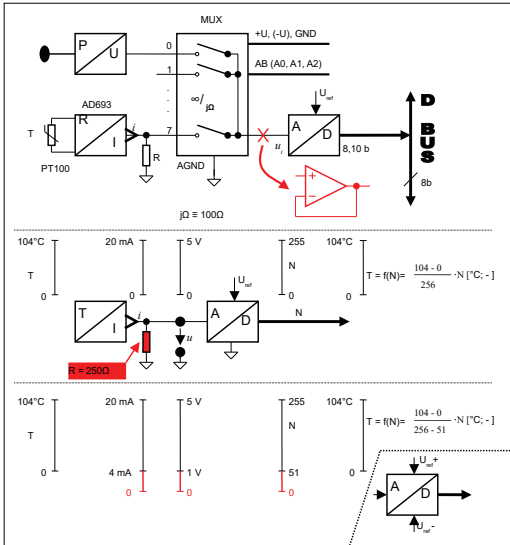 MUX
+U, (-U), GND
P
U
0
AB (A0, A1, A2)
1
AD693
∞/jΩ
U_ref
D BUS
R
i
7
A
T
I
D
R
u_i
8,10 b
PT100
AGND
8b
+
−
jΩ ≡ 100Ω
104°C
20 mA
5 V
255
104°C
T
N
T = f(N)= (104 - 0)/256 ·N [°C; - ]
0
0
0
0
0
U_ref
T
i
A
N
I
D
u
R = 250Ω
104°C
20 mA
5 V
255
104°C
T
N
T = f(N)= (104 - 0)/(256 - 51) ·N [°C; - ]
0
4 mA
1 V
51
0
0
0
0
U_ref+
A
D
U_ref-